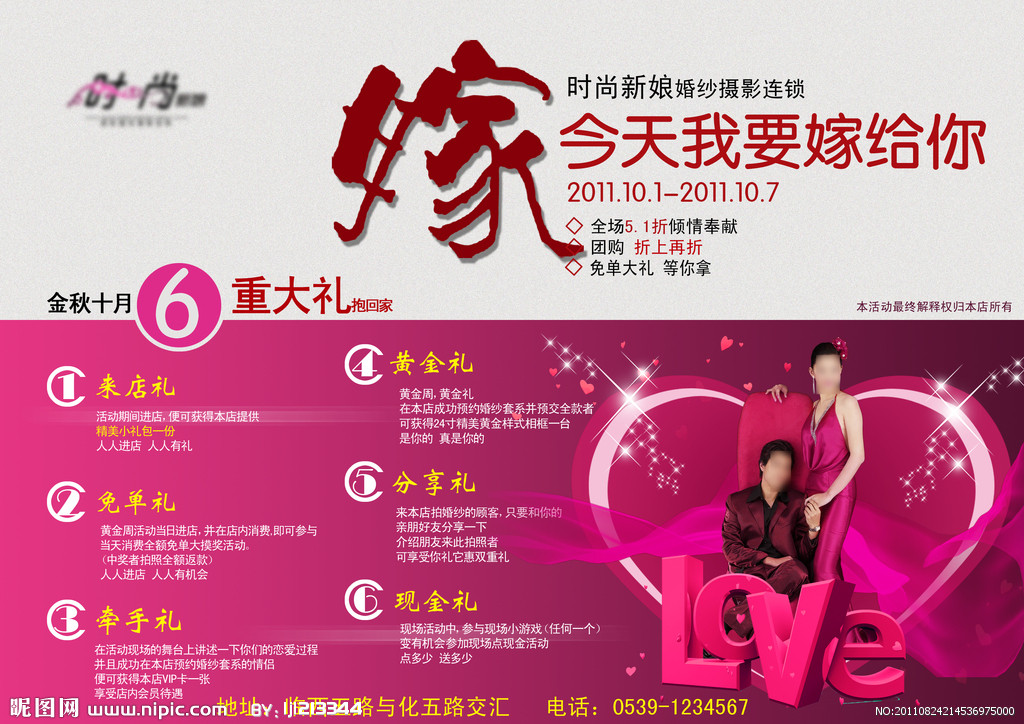 时尚
嫁
时尚新娘婚纱摄影连锁
今天我要嫁给你
2011.10.1-2011.10.7
◇ 全场5.1折倾情奉献
◇ 团购 折上再折
◇ 免单大礼 等你拿
金秋十月6重大礼抱回家
本活动最终解释权归本店所有
1 来店礼
活动期间进店,便可获得本店提供
精美小礼包一份
人人进店 人人有礼
2 免单礼
黄金周活动当日进店,并在店内消费,即可参与
当天消费全额免单大摸奖活动。
(中奖者拍照全额返款)
人人进店 人人有机会
3 牵手礼
在活动现场的舞台上讲述一下你们的恋爱过程
并且成功在本店预约婚纱套系的情侣
便可获得本店VIP卡一张
享受店内会员待遇
4 黄金礼
黄金周,黄金礼
在本店成功预约婚纱套系并预交全款者
可获得24寸精美黄金样式相框一台
是你的 真是你的
5 分享礼
来本店拍婚纱的顾客,只要和你的
亲朋好友分享一下
介绍朋友来此拍照者
可享受你礼它惠双重礼
6 现金礼
现场活动中,参与现场小游戏(任何一个)
变有机会参加现场点现金活动
点多少 送多少
Love
地址:临西五路与化五路交汇 电话:0539-1234567
昵图网 www.nipic.com BY:lj273344
NO:20110824214536975000